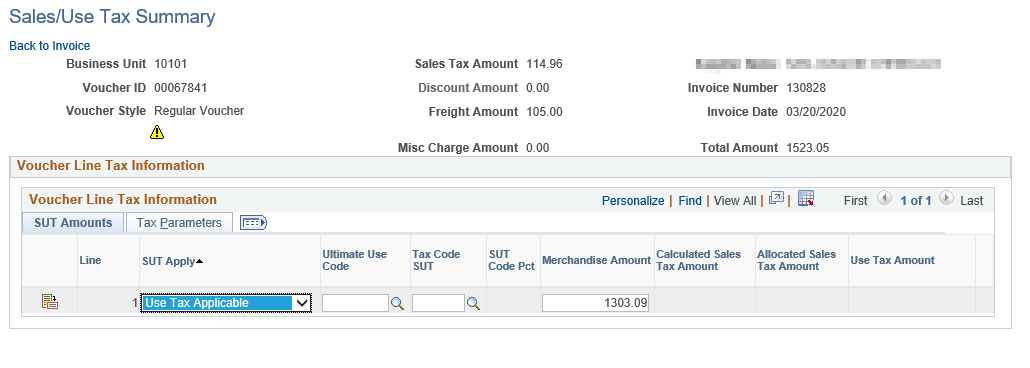 Sales/Use Tax Summary
Back to Invoice
Business Unit 10101 Sales Tax Amount 114.96
Voucher ID 00067841 Discount Amount 0.00 Invoice Number 130828
Voucher Style Regular Voucher Freight Amount 105.00 Invoice Date 03/20/2020
Misc Charge Amount 0.00 Total Amount 1523.05
Voucher Line Tax Information
Voucher Line Tax Information Personalize | Find | View All | | First 1 of 1 Last
SUT Amounts Tax Parameters
Line SUT Apply Ultimate Use Code Tax Code SUT SUT Code Pct Merchandise Amount Calculated Sales Tax Amount Allocated Sales Tax Amount Use Tax Amount
1 Use Tax Applicable 1303.09